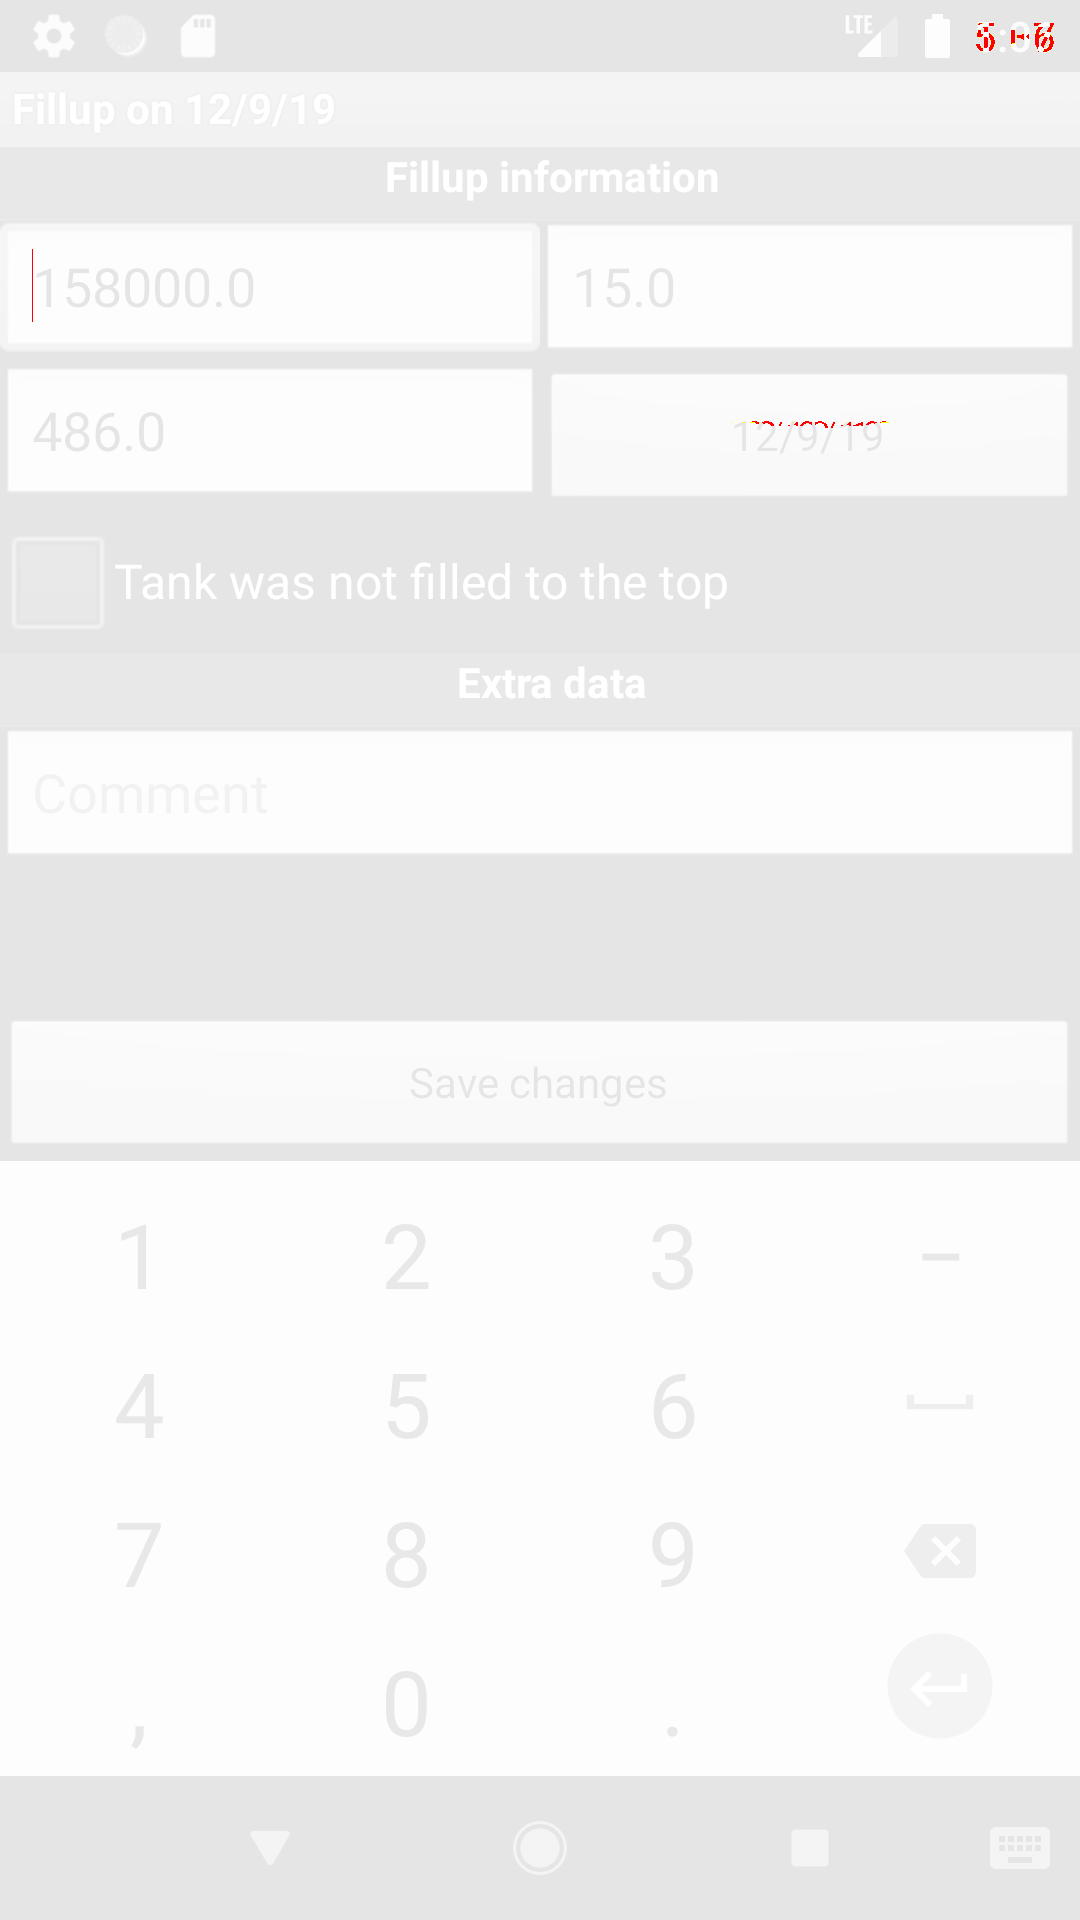 LTE
Fillup on 12/9/19
Fillup information
158000.0 15.0
486.0 12/9/19
Tank was not filled to the top
Extra data
Comment
Save changes
1 2 3 –
4 5 6
7 8 9
, 0 .